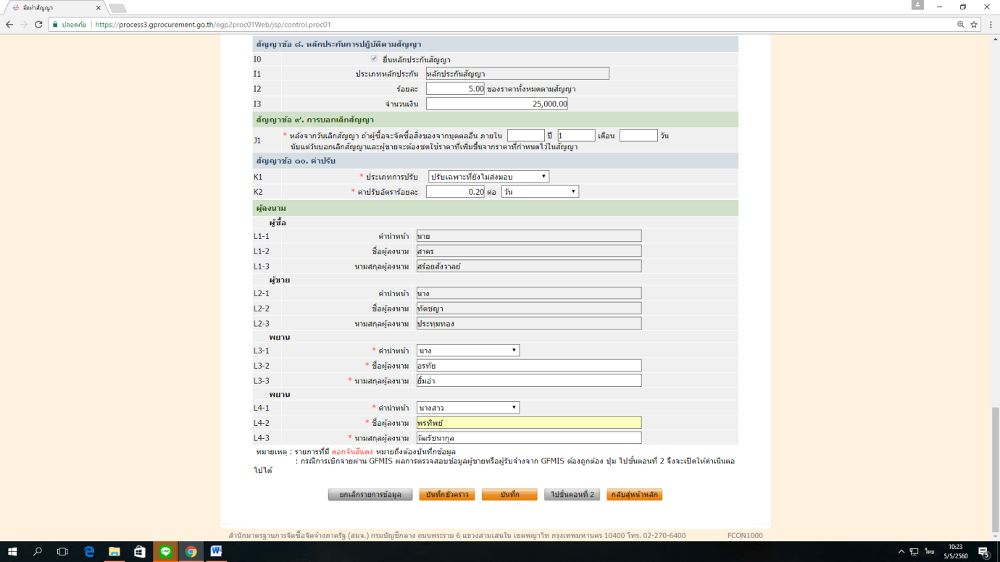 จัดทำสัญญา
ปลอดภัย https://process3.gprocurement.go.th/egp2proc01Web/jsp/control.proc01
สัญญาข้อ ๘. หลักประกันการปฏิบัติตามสัญญา
I0 ยื่นหลักประกันสัญญา
I1 ประเภทหลักประกัน หลักประกันสัญญา
I2 ร้อยละ 5.00 ของราคาทั้งหมดตามสัญญา
I3 จำนวนเงิน 25,000.00
สัญญาข้อ ๙. การบอกเลิกสัญญา
J1 * หลังจากวันเลิกสัญญา ถ้าผู้ซื้อจะจัดซื้อสิ่งของจากบุคคลอื่น ภายใน ปี 1 เดือน วัน
นับแต่วันบอกเลิกสัญญาและผู้ขายจะต้องชดใช้ราคาที่เพิ่มขึ้นจากราคาที่กำหนดไว้ในสัญญา
สัญญาข้อ ๑๐. ค่าปรับ
K1 * ประเภทการปรับ ปรับเฉพาะที่ยังไม่ส่งมอบ
K2 * ค่าปรับอัตราร้อยละ 0.20 ต่อ วัน
ผู้ลงนาม
ผู้ซื้อ
L1-1 คำนำหน้า นาย
L1-2 ชื่อผู้ลงนาม สาคร
L1-3 นามสกุลผู้ลงนาม สร้อยสังวาลย์
ผู้ขาย
L2-1 คำนำหน้า นาง
L2-2 ชื่อผู้ลงนาม ทัตชญา
L2-3 นามสกุลผู้ลงนาม ประทุมทอง
พยาน
L3-1 * คำนำหน้า นาง
L3-2 * ชื่อผู้ลงนาม อรทัย
L3-3 * นามสกุลผู้ลงนาม ยิ้มฉ่ำ
พยาน
L4-1 * คำนำหน้า นางสาว
L4-2 * ชื่อผู้ลงนาม พรทิพย์
L4-3 * นามสกุลผู้ลงนาม วัฒรัชนากูล
หมายเหตุ : รายการที่มี ดอกจันสีแดง หมายถึงต้องบันทึกข้อมูล
: กรณีการเบิกจ่ายผ่าน GFMIS ผลการตรวจสอบข้อมูลผู้ขายหรือผู้รับจ้างจาก GFMIS ต้องถูกต้อง ปุ่ม ไปขั้นตอนที่ 2 จึงจะเปิดให้ดำเนินต่อ
ไปได้
ยกเลิกรายการข้อมูล บันทึกชั่วคราว บันทึก ไปขั้นตอนที่ 2 กลับสู่หน้าหลัก
สำนักมาตรฐานการจัดซื้อจัดจ้างภาครัฐ (สมจ.) กรมบัญชีกลาง ถนนพระราม 6 แขวงสามเสนใน เขตพญาไท กรุงเทพมหานคร 10400 โทร. 02-270-6400 FCON1000
ไทย 10:23
5/5/2560 5